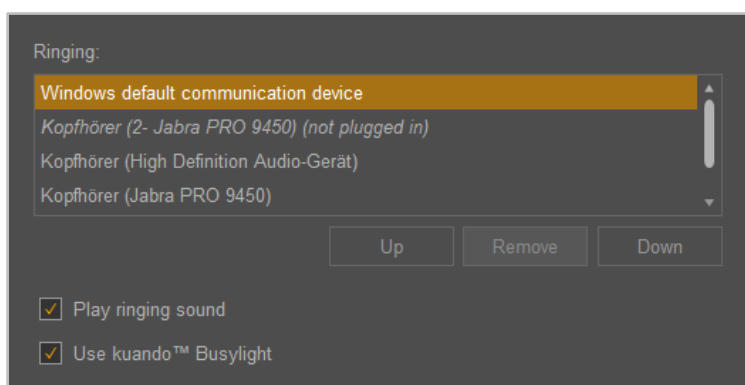 Ringing:
Windows default communication device
Kopfhörer (2- Jabra PRO 9450) (not plugged in)
Kopfhörer (High Definition Audio-Gerät)
Kopfhörer (Jabra PRO 9450)
Up Remove Down
Play ringing sound
Use kuando™ Busylight